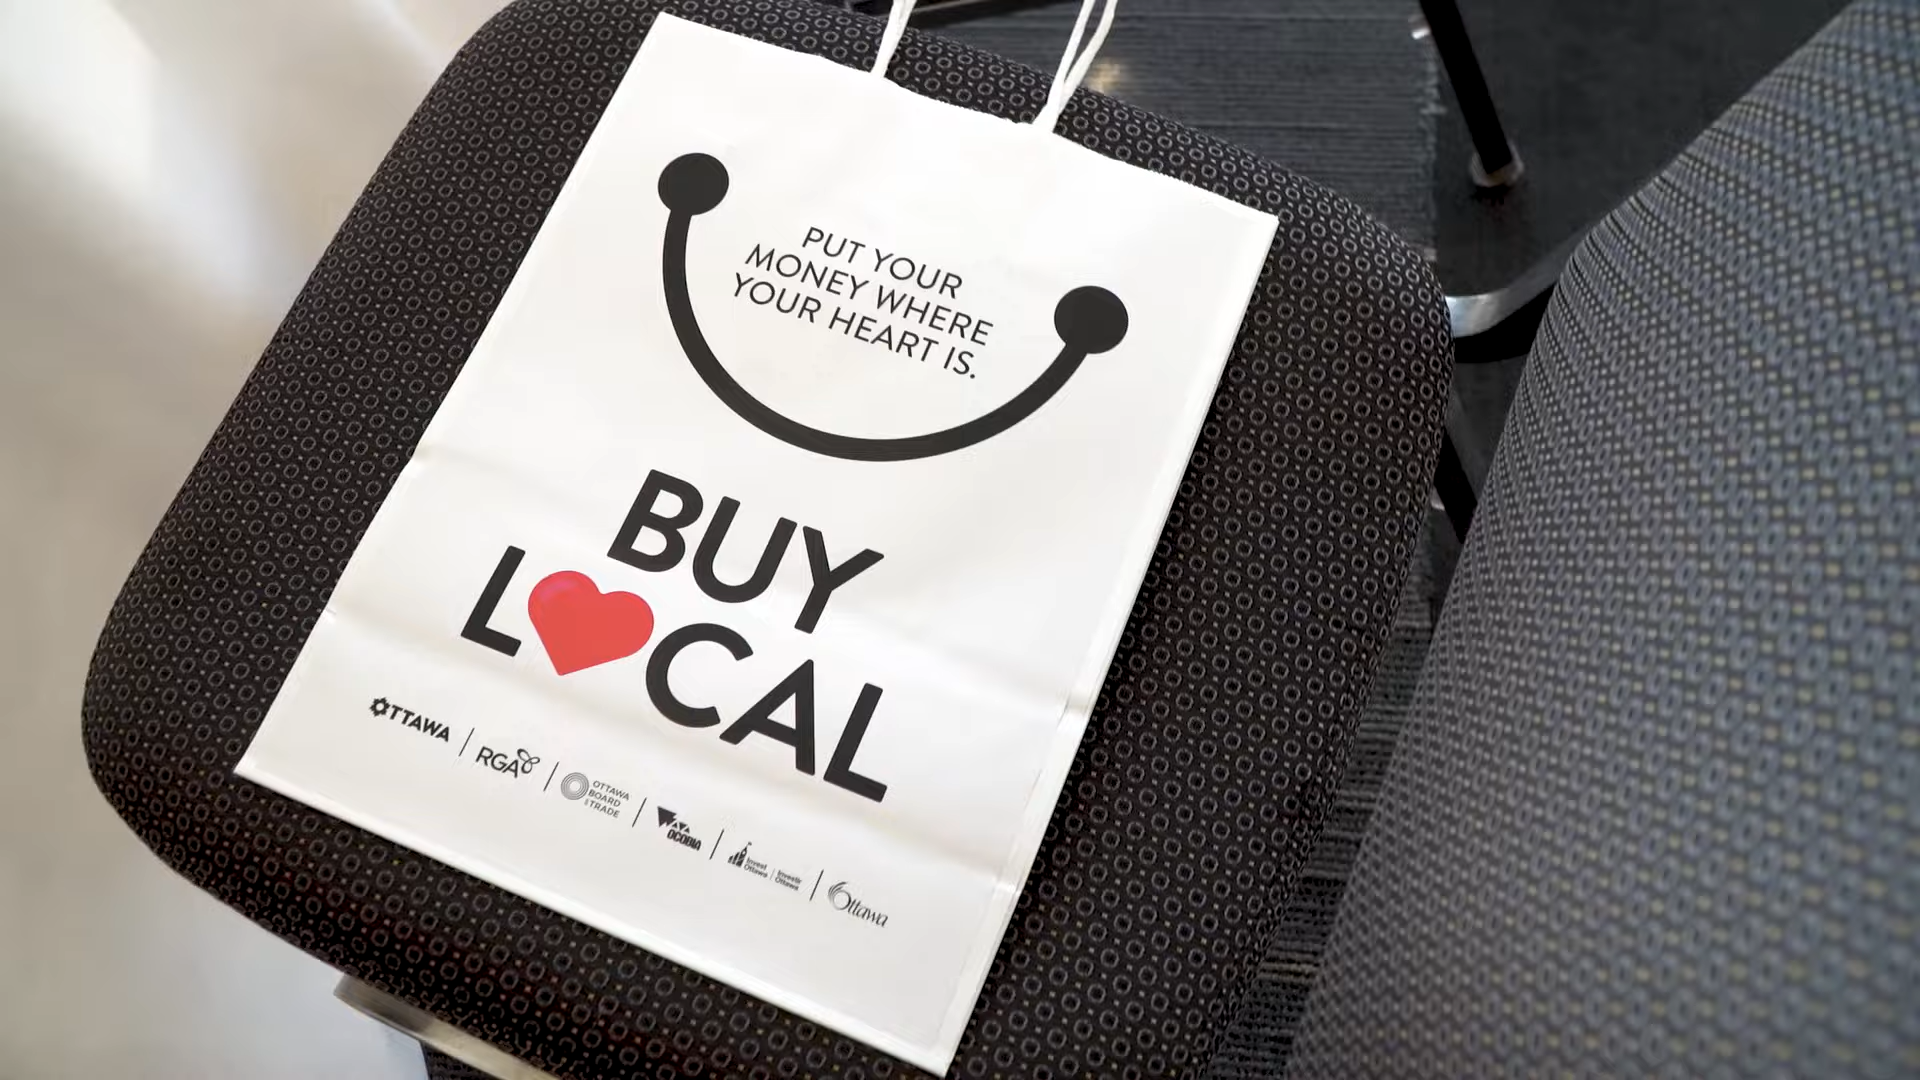 PUT YOUR
MONEY WHERE
YOUR HEART IS.
BUY
L❤CAL
OTTAWA
RGA
OTTAWA
BOARD
OF TRADE
OCOBIA
Invest
Ottawa
Investir
Ottawa
Ottawa